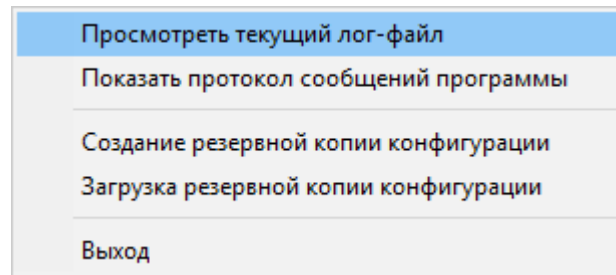 Просмотреть текущий лог-файл
Показать протокол сообщений программы
Создание резервной копии конфигурации
Загрузка резервной копии конфигурации
Выход